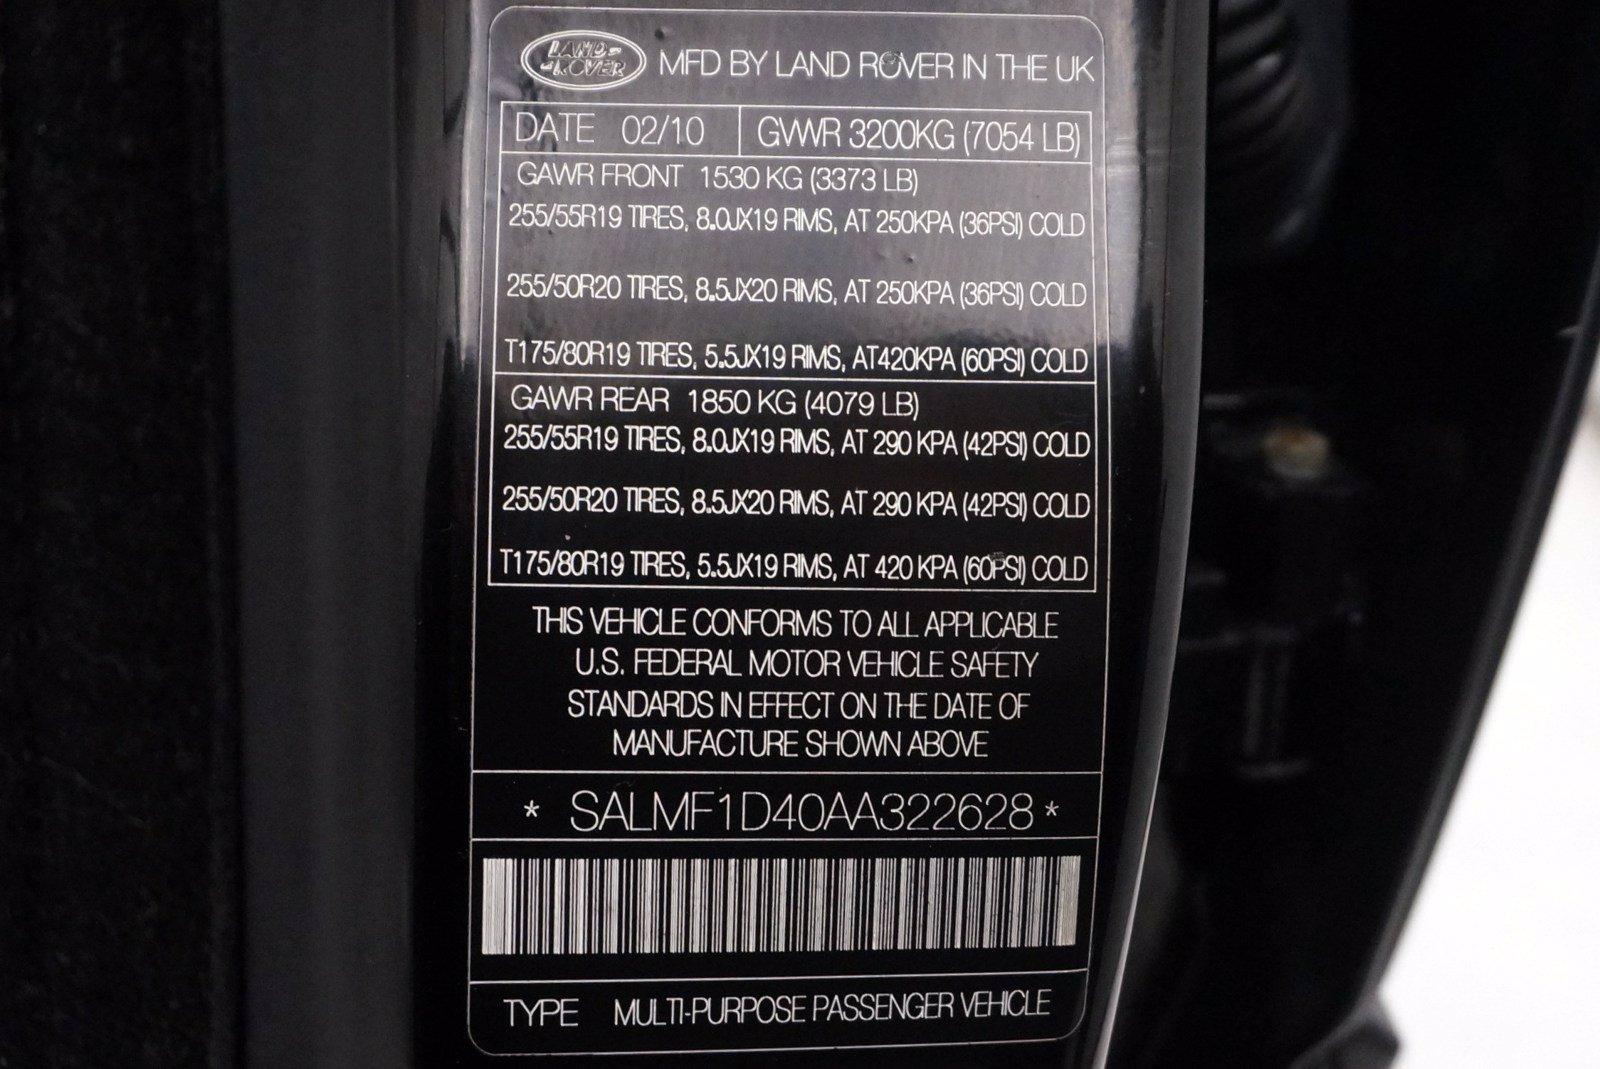 LAND-
-ROVER
MFD BY LAND ROVER IN THE UK
DATE 02/10
GVWR 3200KG (7054 LB)
GAWR FRONT 1530 KG (3373 LB)
255/55R19 TIRES, 8.0JX19 RIMS, AT 250KPA (36PSI) COLD
255/50R20 TIRES, 8.5JX20 RIMS, AT 250KPA (36PSI) COLD
T175/80R19 TIRES, 5.5JX19 RIMS, AT420KPA (60PSI) COLD
GAWR REAR 1850 KG (4079 LB)
255/55R19 TIRES, 8.0JX19 RIMS, AT 290 KPA (42PSI) COLD
255/50R20 TIRES, 8.5JX20 RIMS, AT 290 KPA (42PSI) COLD
T175/80R19 TIRES, 5.5JX19 RIMS, AT 420 KPA (60PSI) COLD
THIS VEHICLE CONFORMS TO ALL APPLICABLE
U.S. FEDERAL MOTOR VEHICLE SAFETY
STANDARDS IN EFFECT ON THE DATE OF
MANUFACTURE SHOWN ABOVE
* SALMF1D40AA322628 *
TYPE MULTI-PURPOSE PASSENGER VEHICLE